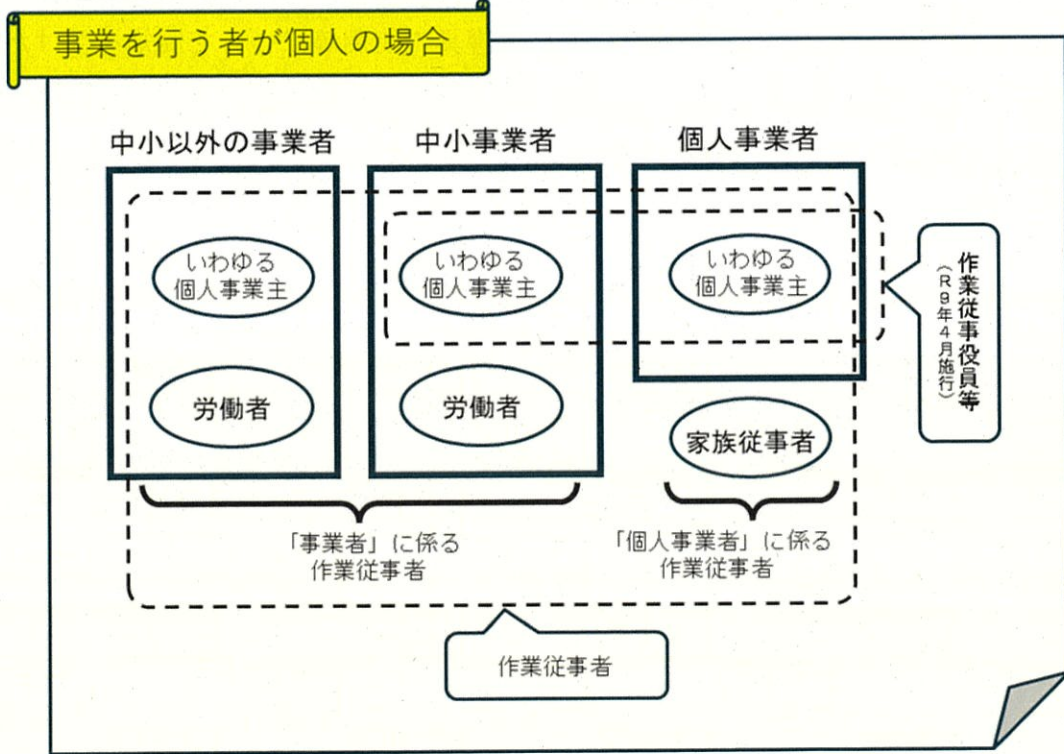 事業を行う者が個人の場合
中小以外の事業者
中小事業者
個人事業者
いわゆる
個人事業主
いわゆる
個人事業主
いわゆる
個人事業主
労働者
労働者
家族従事者
作業従事役員等
（R9年4月施行）
「事業者」に係る
作業従事者
「個人事業者」に係る
作業従事者
作業従事者